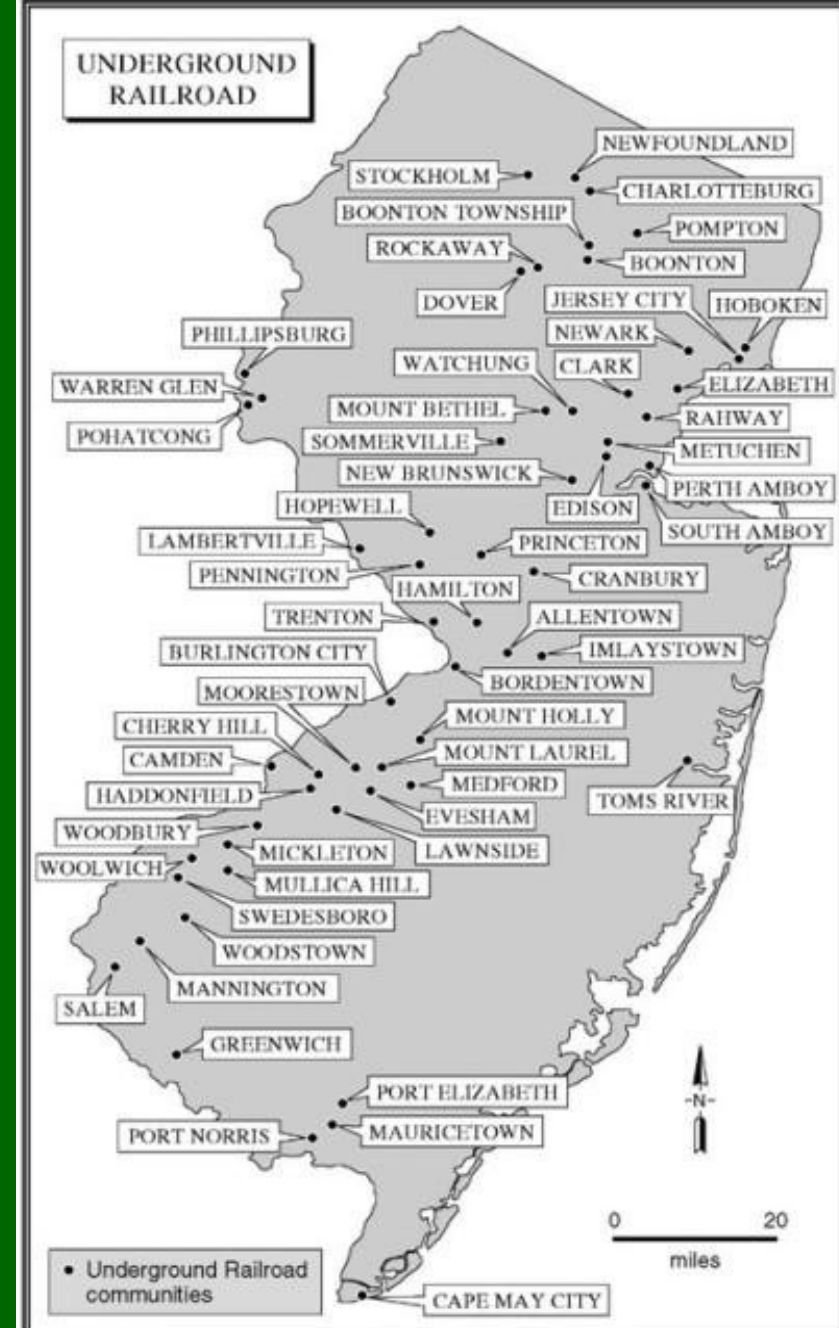 UNDERGROUND
RAILROAD
NEWFOUNDLAND
STOCKHOLM
CHARLOTTEBURG
BOONTON TOWNSHIP
POMPTON
ROCKAWAY
BOONTON
DOVER
JERSEY CITY
HOBOKEN
PHILLIPSBURG
NEWARK
WATCHUNG
CLARK
WARREN GLEN
ELIZABETH
MOUNT BETHEL
RAHWAY
POHATCONG
SOMMERVILLE
METUCHEN
NEW BRUNSWICK
PERTH AMBOY
EDISON
HOPEWELL
SOUTH AMBOY
LAMBERTVILLE
PRINCETON
PENNINGTON
CRANBURY
HAMILTON
TRENTON
ALLENTOWN
BURLINGTON CITY
IMLAYSTOWN
MOORESTOWN
BORDENTOWN
CHERRY HILL
MOUNT HOLLY
CAMDEN
MOUNT LAUREL
HADDONFIELD
MEDFORD
TOMS RIVER
EVESHAM
WOODBURY
MICKLETON
LAWNSIDE
WOOLWICH
MULLICA HILL
SWEDESBORO
WOODSTOWN
MANNINGTON
SALEM
GREENWICH
PORT ELIZABETH
-N-
PORT NORRIS
MAURICETOWN
0 20
miles
Underground Railroad
communities
CAPE MAY CITY